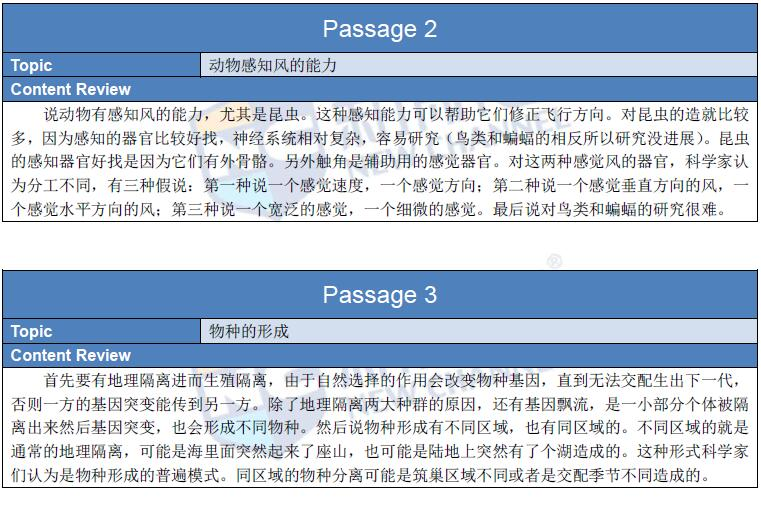 Passage 2
Topic 动物感知风的能力
Content Review
说动物有感知风的能力，尤其是昆虫。这种感知能力可以帮助它们修正飞行方向。对昆虫的造就比较
多，因为感知的器官比较好找，神经系统相对复杂，容易研究（鸟类和蝙蝠的相反所以研究没进展）。昆虫
的感知器官好找是因为它们有外骨骼。另外触角是辅助用的感觉器官。对这两种感觉风的器官，科学家认
为分工不同，有三种假说：第一种说一个感觉速度，一个感觉方向；第二种说一个感觉垂直方向的风，一
个感觉水平方向的风；第三种说一个宽泛的感觉，一个细微的感觉。最后说对鸟类和蝙蝠的研究很难。
®
Passage 3
Topic 物种的形成
Content Review
首先要有地理隔离进而生殖隔离，由于自然选择的作用会改变物种基因，直到无法交配生出下一代，
否则一方的基因突变能传到另一方。除了地理隔离两大种群的原因，还有基因飘流，是一小部分个体被隔
离出来然后基因突变，也会形成不同物种。然后说物种形成有不同区域，也有同区域的。不同区域的就是
通常的地理隔离，可能是海里面突然起来了座山，也可能是陆地上突然有了个湖造成的。这种形式科学家
们认为是物种形成的普遍模式。同区域的物种分离可能是筑巢区域不同或者是交配季节不同造成的。
NEW CHANNEL
NEW CHANNEL